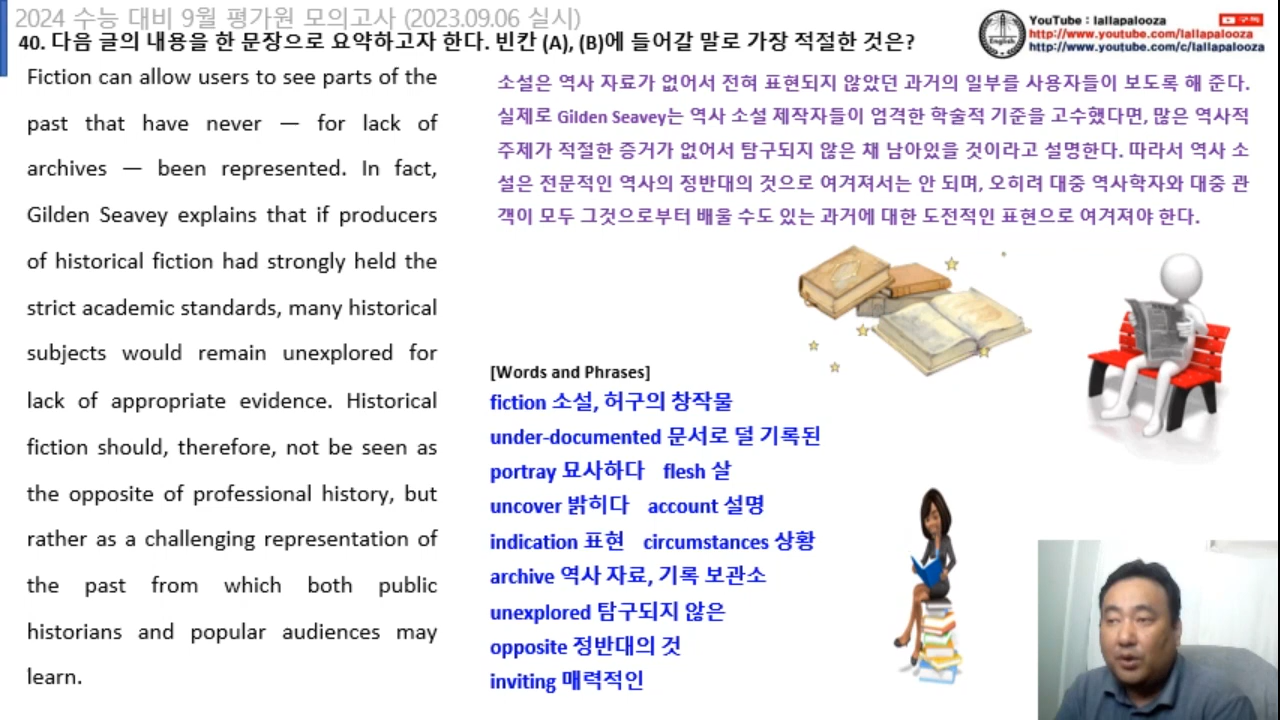 2024 수능 대비 9월 평가원 모의고사 (2023.09.06 실시)
40. 다음 글의 내용을 한 문장으로 요약하고자 한다. 빈칸 (A), (B)에 들어갈 말로 가장 적절한 것은?
YouTube : lallapalooza
구독
http://www.youtube.com/lallapalooza
http://www.youtube.com/c/lallapalooza
English
Fiction can allow users to see parts of the
past that have never — for lack of
archives — been represented. In fact,
Gilden Seavey explains that if producers
of historical fiction had strongly held the
strict academic standards, many historical
subjects would remain unexplored for
lack of appropriate evidence. Historical
fiction should, therefore, not be seen as
the opposite of professional history, but
rather as a challenging representation of
the past from which both public
historians and popular audiences may
learn.
소설은 역사 자료가 없어서 전혀 표현되지 않았던 과거의 일부를 사용자들이 보도록 해 준다.
실제로 Gilden Seavey는 역사 소설 제작자들이 엄격한 학술적 기준을 고수했다면, 많은 역사적
주제가 적절한 증거가 없어서 탐구되지 않은 채 남아있을 것이라고 설명한다. 따라서 역사 소
설은 전문적인 역사의 정반대의 것으로 여겨져서는 안 되며, 오히려 대중 역사학자와 대중 관
객이 모두 그것으로부터 배울 수도 있는 과거에 대한 도전적인 표현으로 여겨져야 한다.
[Words and Phrases]
fiction 소설, 허구의 창작물
under-documented 문서로 덜 기록된
portray 묘사하다 flesh 살
uncover 밝히다 account 설명
indication 표현 circumstances 상황
archive 역사 자료, 기록 보관소
unexplored 탐구되지 않은
opposite 정반대의 것
inviting 매력적인